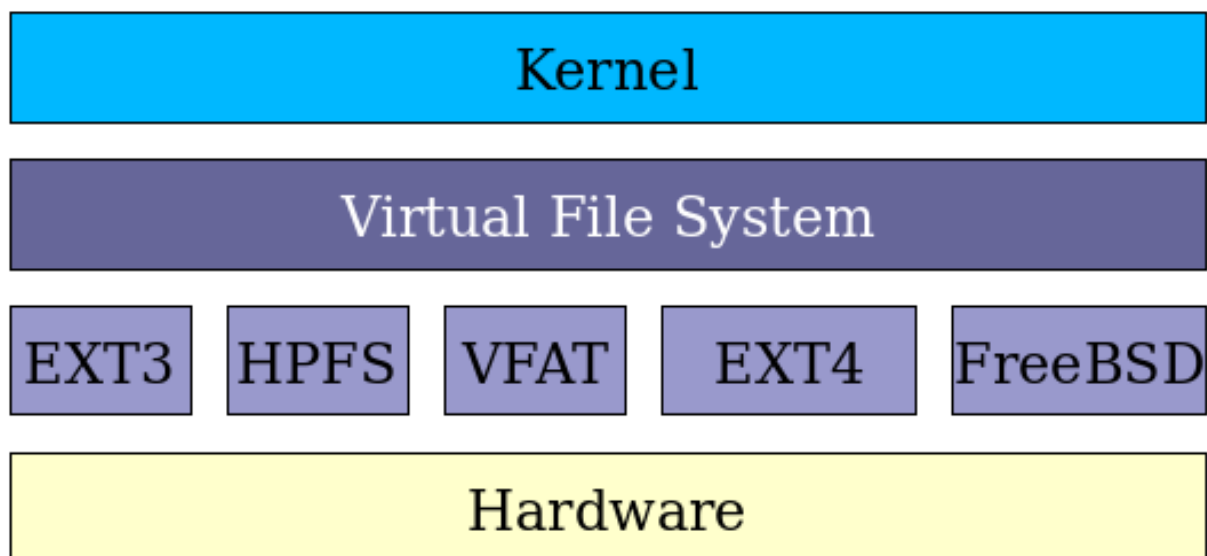 Kernel
Virtual File System
EXT3 HPFS VFAT EXT4 FreeBSD
Hardware